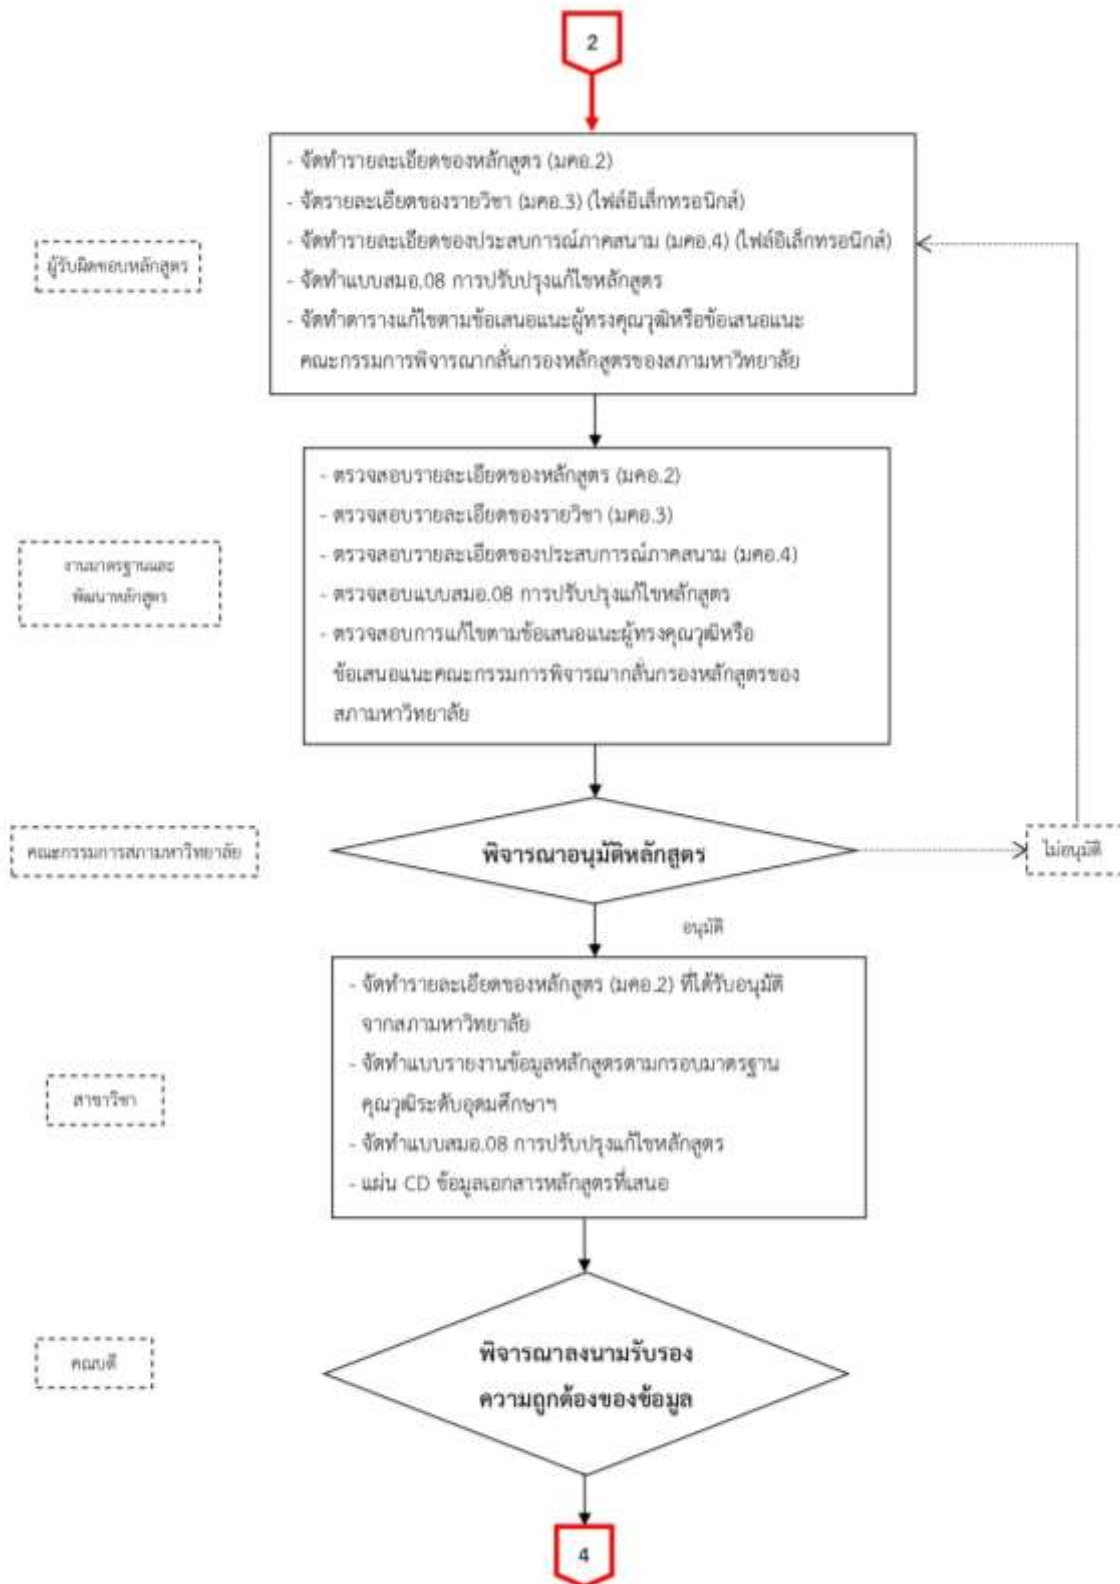 2
- จัดทำรายละเอียดของหลักสูตร (มคอ.2)
- จัดรายละเอียดของรายวิชา (มคอ.3) (ไฟล์อิเล็กทรอนิกส์)
- จัดทำรายละเอียดของประสบการณ์ภาคสนาม (มคอ.4) (ไฟล์อิเล็กทรอนิกส์)
ผู้รับผิดชอบหลักสูตร
- จัดทำแบบสมอ.08 การปรับปรุงแก้ไขหลักสูตร
- จัดทำตารางแก้ไขตามข้อเสนอแนะผู้ทรงคุณวุฒิหรือข้อเสนอแนะ
คณะกรรมการพิจารณากลั่นกรองหลักสูตรของสภามหาวิทยาลัย
- ตรวจสอบรายละเอียดของหลักสูตร (มคอ.2)
- ตรวจสอบรายละเอียดของรายวิชา (มคอ.3)
- ตรวจสอบรายละเอียดของประสบการณ์ภาคสนาม (มคอ.4)
งานมาตรฐานและ
พัฒนาหลักสูตร
- ตรวจสอบแบบสมอ.08 การปรับปรุงแก้ไขหลักสูตร
- ตรวจสอบการแก้ไขตามข้อเสนอแนะผู้ทรงคุณวุฒิหรือ
ข้อเสนอแนะคณะกรรมการพิจารณากลั่นกรองหลักสูตรของ
สภามหาวิทยาลัย
คณะกรรมการสภามหาวิทยาลัย
พิจารณาอนุมัติหลักสูตร
ไม่อนุมัติ
อนุมัติ
- จัดทำรายละเอียดของหลักสูตร (มคอ.2) ที่ได้รับอนุมัติ
จากสภามหาวิทยาลัย
- จัดทำแบบรายงานข้อมูลหลักสูตรตามกรอบมาตรฐาน
คุณวุฒิระดับอุดมศึกษาฯ
สาขาวิชา
- จัดทำแบบสมอ.08 การปรับปรุงแก้ไขหลักสูตร
- แผ่น CD ข้อมูลเอกสารหลักสูตรที่เสนอ
คณบดี
พิจารณาลงนามรับรอง
ความถูกต้องของข้อมูล
4